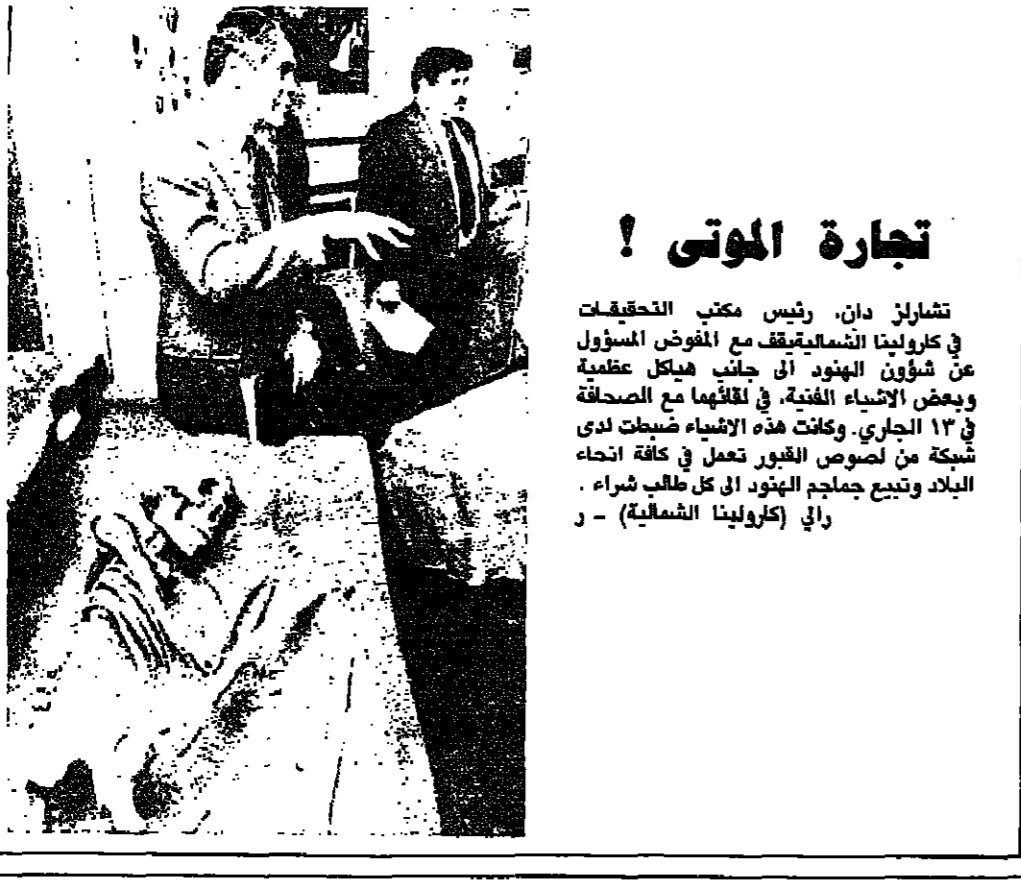 تجارة الموتى !
تشارلز دان، رئيس مكتب التحقيقات
في كارولينا الشماليةيقف مع المفوض المسؤول
عن شؤون الهنود الى جانب هياكل عظمية
وبعض الاشياء الفنية، في لقائهما مع الصحافة
في ١٣ الجاري. وكانت هذه الاشياء ضبطت لدى
شبكة من لصوص القبور تعمل في كافة انحاء
البلاد وتبيع جماجم الهنود الى كل طالب شراء .
رالي (كارولينا الشمالية) - ر